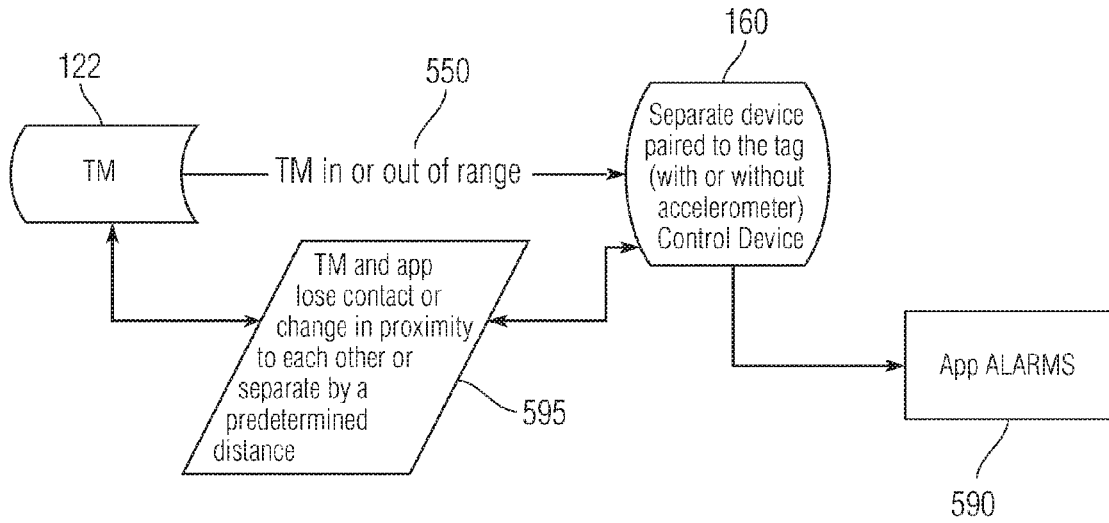 160
550
122
Separate device
paired to the tag
(with or without
accelerometer)
Control Device
TM
TM in or out of range
TM and app
lose contact or
change in proximity
to each other or
separate by a
predetermined
distance
App ALARMS
595
590